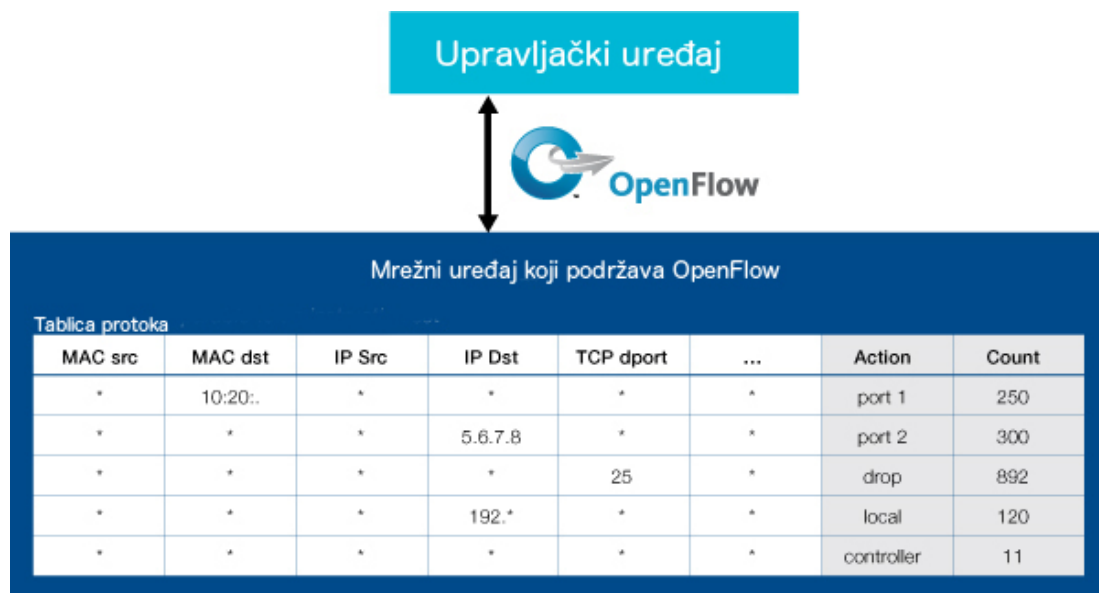 Upravljački uređaj
OpenFlow
Mrežni uređaj koji podržava OpenFlow
Tablica protoka
MAC src MAC dst IP Src IP Dst TCP dport ... Action Count
* 10:20:. * * * * port 1 250
* * * 5.6.7.8 * * port 2 300
* * * * 25 * drop 892
* * * 192.* * * local 120
* * * * * * controller 11